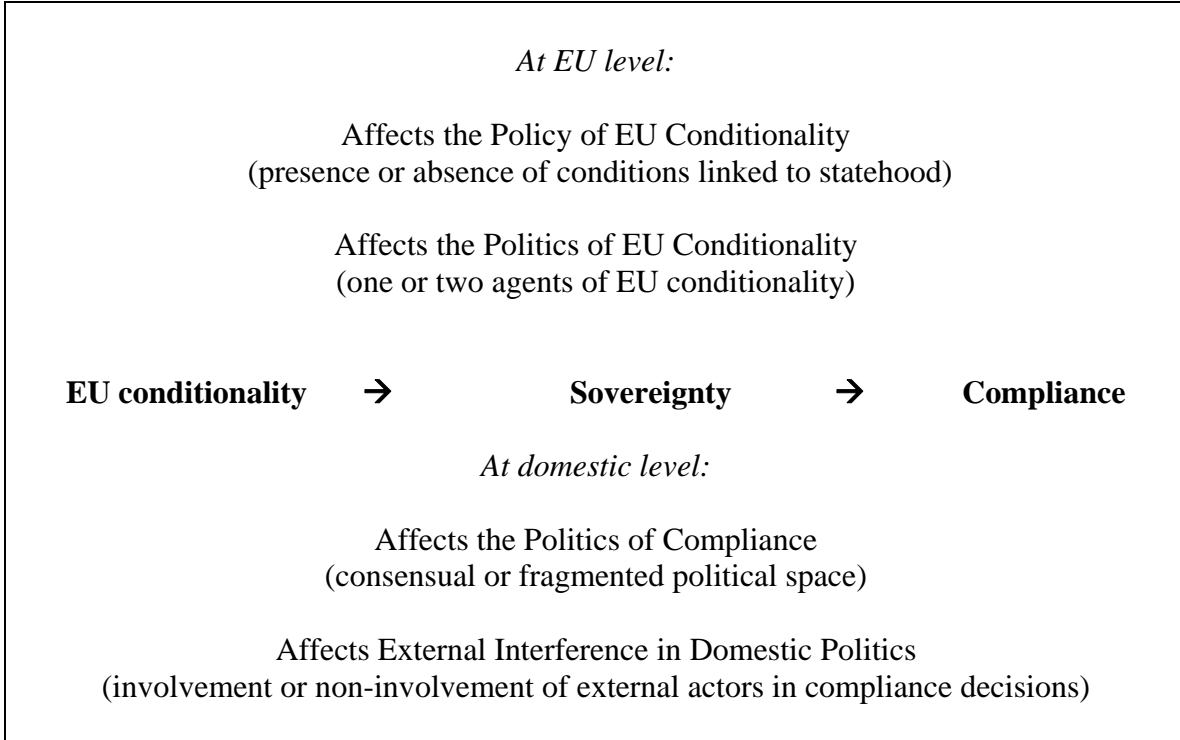 At EU level:
Affects the Policy of EU Conditionality
(presence or absence of conditions linked to statehood)
Affects the Politics of EU Conditionality
(one or two agents of EU conditionality)
EU conditionality → Sovereignty → Compliance
At domestic level:
Affects the Politics of Compliance
(consensual or fragmented political space)
Affects External Interference in Domestic Politics
(involvement or non-involvement of external actors in compliance decisions)